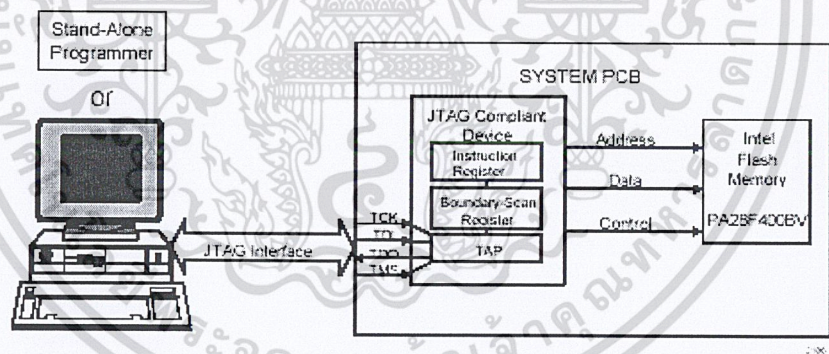 Stand-Alone
Programmer
or
JTAG Interface
SYSTEM PCB
JTAG Compliant
Device
Instruction
Register
Boundary-Scan
Register
TAP
TCK
TDI
TDO
TMS
Address
Data
Control
Intel
Flash
Memory
PA28F400BV